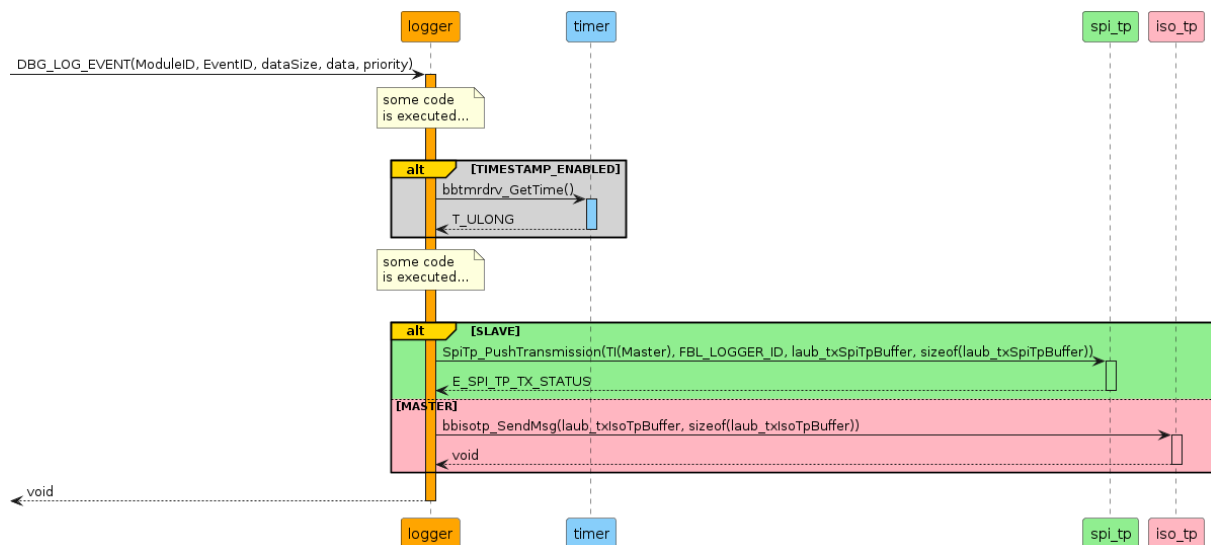 logger
timer
spi_tp
iso_tp
DBG_LOG_EVENT(ModuleID, EventID, dataSize, data, priority)
some code
is executed...
alt
[TIMESTAMP_ENABLED]
bbtmrdrv_GetTime()
T_ULONG
some code
is executed...
alt
[SLAVE]
SpiTp_PushTransmission(TI(Master), FBL_LOGGER_ID, laub_txSpiTpBuffer, sizeof(laub_txSpiTpBuffer))
E_SPI_TP_TX_STATUS
[MASTER]
bbisotp_SendMsg(laub_txIsoTpBuffer, sizeof(laub_txIsoTpBuffer))
void
void
logger
timer
spi_tp
iso_tp